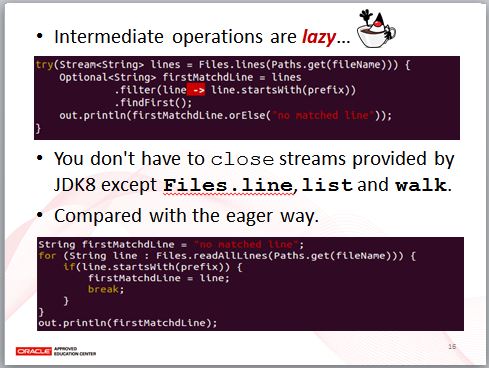 • Intermediate operations are lazy...
try(Stream<String> lines = Files.lines(Paths.get(fileName))) {
    Optional<String> firstMatchdLine = lines
            .filter(line -> line.startsWith(prefix))
            .findFirst();
    out.println(firstMatchdLine.orElse("no matched line"));
}
• You don't have to close streams provided by
JDK8 except Files.line, list and walk.
• Compared with the eager way.
String firstMatchdLine = "no matched line";
for (String line : Files.readAllLines(Paths.get(fileName))) {
    if(line.startsWith(prefix)) {
        firstMatchdLine = line;
        break;
    }
}
out.println(firstMatchdLine);
ORACLE APPROVED
EDUCATION CENTER
16